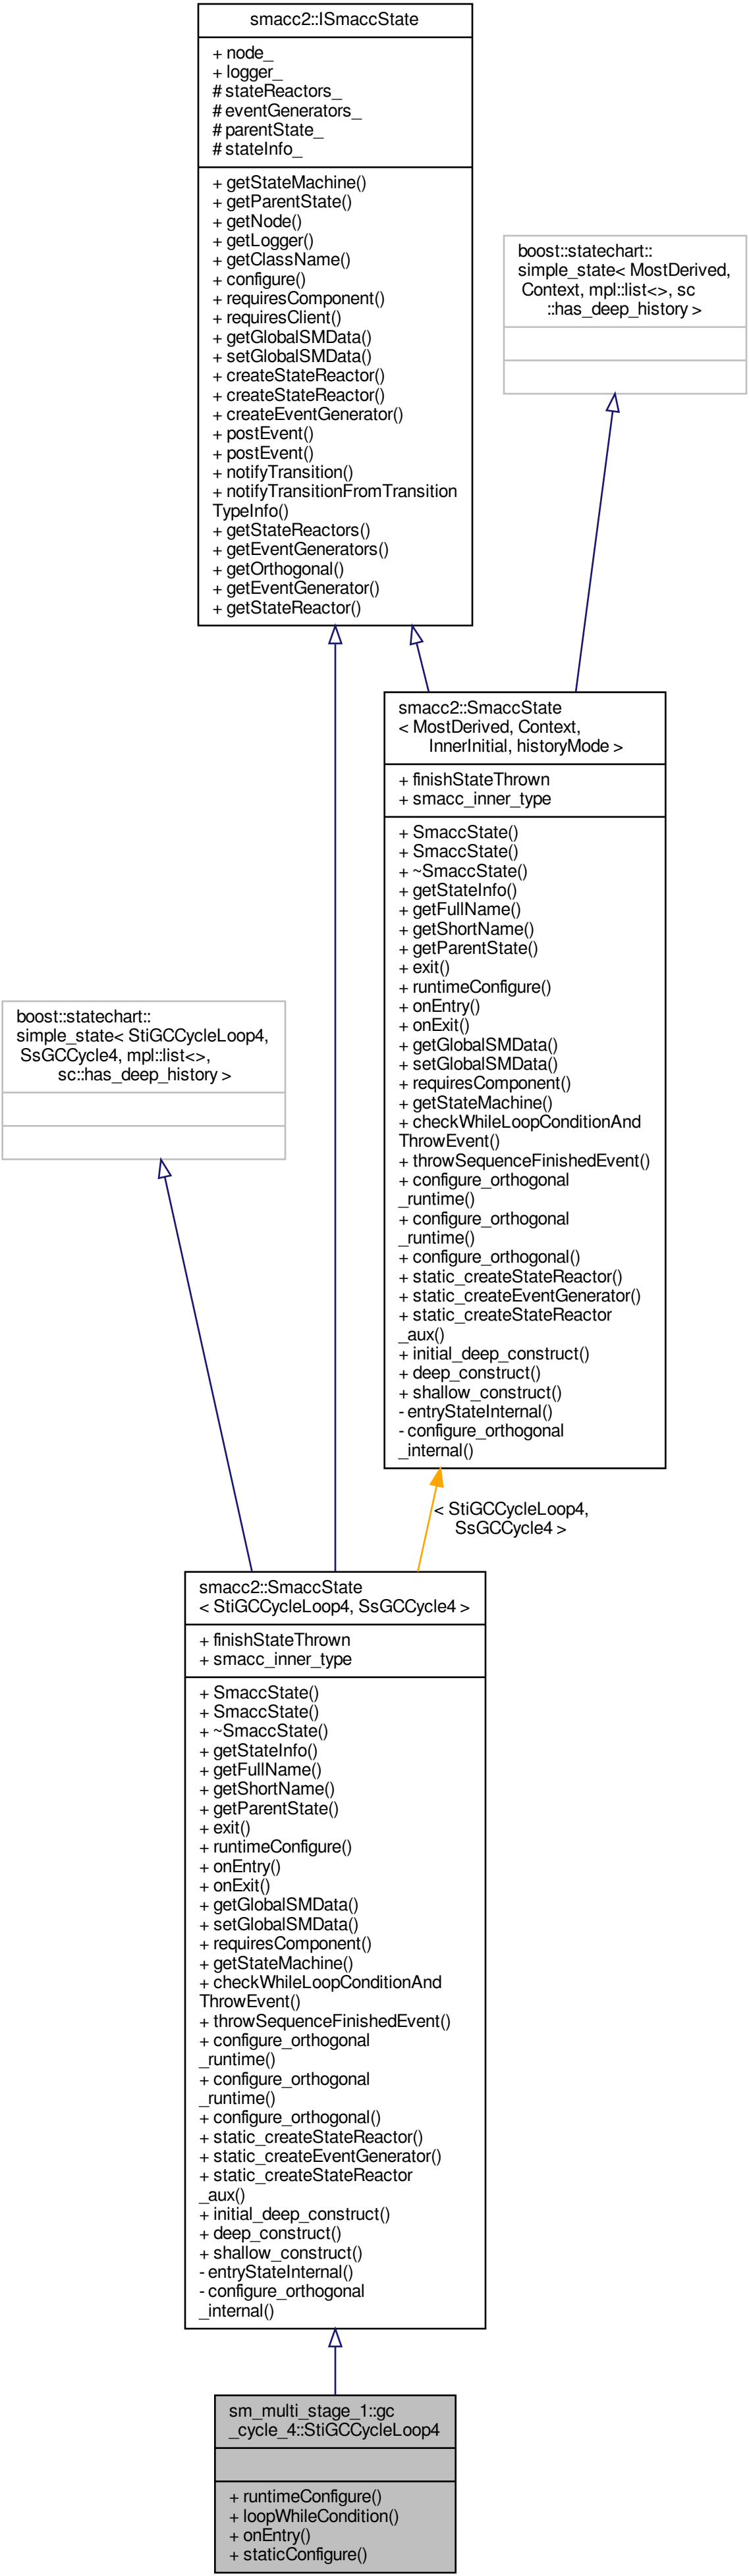 smacc2::ISmaccState
+ node_
+ logger_
# stateReactors_
# eventGenerators_
# parentState_
# stateInfo_
+ getStateMachine()
+ getParentState()
+ getNode()
+ getLogger()
+ getClassName()
+ configure()
+ requiresComponent()
+ requiresClient()
+ getGlobalSMData()
+ setGlobalSMData()
+ createStateReactor()
+ createStateReactor()
+ createEventGenerator()
+ postEvent()
+ postEvent()
+ notifyTransition()
+ notifyTransitionFromTransition
TypeInfo()
+ getStateReactors()
+ getEventGenerators()
+ getOrthogonal()
+ getEventGenerator()
+ getStateReactor()
boost::statechart::
simple_state< MostDerived,
Context, mpl::list<>, sc
::has_deep_history >
smacc2::SmaccState
< MostDerived, Context,
InnerInitial, historyMode >
+ finishStateThrown
+ smacc_inner_type
+ SmaccState()
+ SmaccState()
+ ~SmaccState()
+ getStateInfo()
+ getFullName()
+ getShortName()
+ getParentState()
+ exit()
+ runtimeConfigure()
+ onEntry()
+ onExit()
+ getGlobalSMData()
+ setGlobalSMData()
+ requiresComponent()
+ getStateMachine()
+ checkWhileLoopConditionAnd
ThrowEvent()
+ throwSequenceFinishedEvent()
+ configure_orthogonal
_runtime()
+ configure_orthogonal
_runtime()
+ configure_orthogonal()
+ static_createStateReactor()
+ static_createEventGenerator()
+ static_createStateReactor
_aux()
+ initial_deep_construct()
+ deep_construct()
+ shallow_construct()
- entryStateInternal()
- configure_orthogonal
_internal()
boost::statechart::
simple_state< StiGCCycleLoop4,
SsGCCycle4, mpl::list<>,
sc::has_deep_history >
< StiGCCycleLoop4,
SsGCCycle4 >
smacc2::SmaccState
< StiGCCycleLoop4, SsGCCycle4 >
+ finishStateThrown
+ smacc_inner_type
+ SmaccState()
+ SmaccState()
+ ~SmaccState()
+ getStateInfo()
+ getFullName()
+ getShortName()
+ getParentState()
+ exit()
+ runtimeConfigure()
+ onEntry()
+ onExit()
+ getGlobalSMData()
+ setGlobalSMData()
+ requiresComponent()
+ getStateMachine()
+ checkWhileLoopConditionAnd
ThrowEvent()
+ throwSequenceFinishedEvent()
+ configure_orthogonal
_runtime()
+ configure_orthogonal
_runtime()
+ configure_orthogonal()
+ static_createStateReactor()
+ static_createEventGenerator()
+ static_createStateReactor
_aux()
+ initial_deep_construct()
+ deep_construct()
+ shallow_construct()
- entryStateInternal()
- configure_orthogonal
_internal()
sm_multi_stage_1::gc
_cycle_4::StiGCCycleLoop4
+ runtimeConfigure()
+ loopWhileCondition()
+ onEntry()
+ staticConfigure()